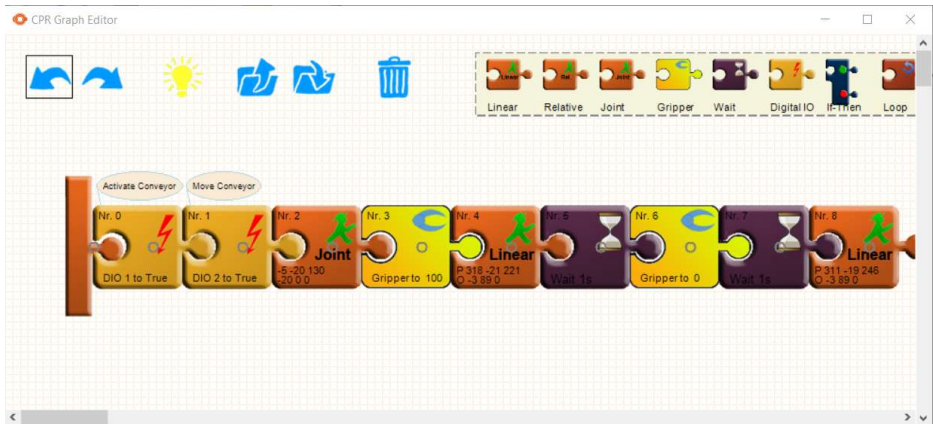 CPR Graph Editor
Linear
Rel.
Joint
Linear
Relative
Joint
Gripper
Wait
Digital IO
If-Then
Loop
Activate Conveyor
Move Conveyor
Nr. 0
DIO 1 to True
Nr. 1
DIO 2 to True
Nr. 2
Joint
-5 -20 130
-20 0 0
Nr. 3
Gripper to 100
Nr. 4
Linear
P 318 -21 221
O -3 89 0
Nr. 5
Wait 1s
Nr. 6
Gripper to 0
Nr. 7
Wait 1s
Nr. 8
Linear
P 311 -19 246
O -3 89 0